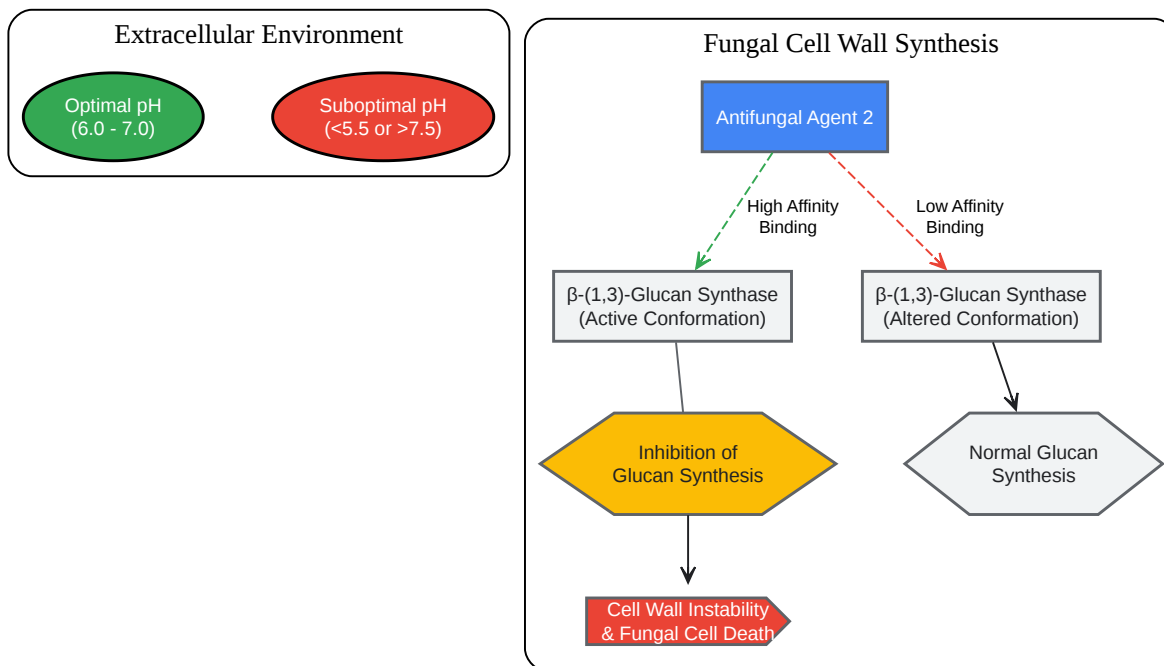 Extracellular Environment
Optimal pH
(6.0 - 7.0)
Suboptimal pH
(<5.5 or >7.5)
Fungal Cell Wall Synthesis
Antifungal Agent 2
High Affinity
Binding
Low Affinity
Binding
β-(1,3)-Glucan Synthase
(Active Conformation)
β-(1,3)-Glucan Synthase
(Altered Conformation)
Inhibition of
Glucan Synthesis
Normal Glucan
Synthesis
Cell Wall Instability
& Fungal Cell Death